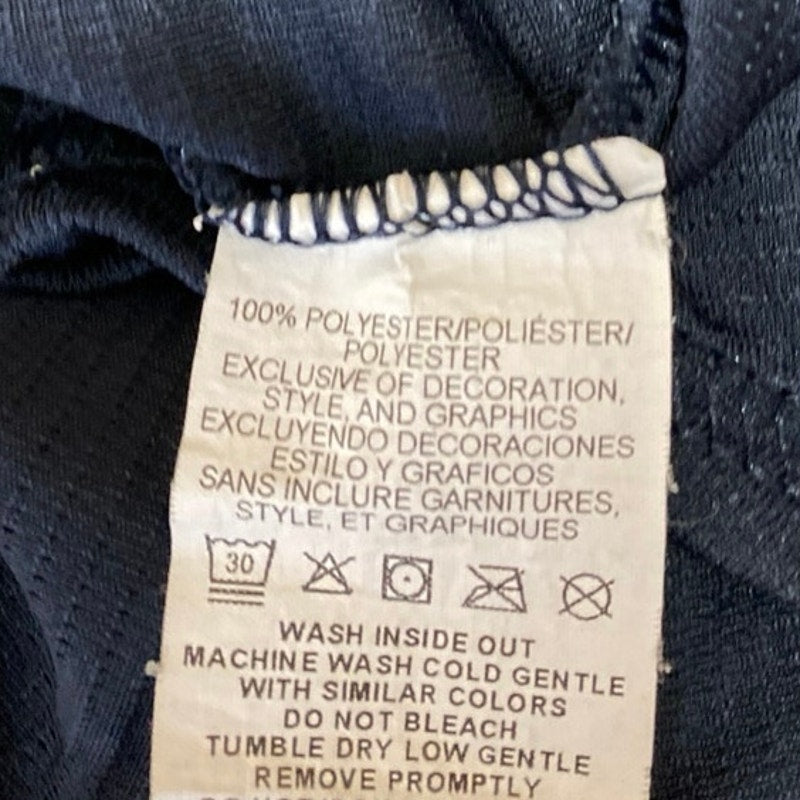 100% POLYESTER/POLIÉSTER/
POLYESTER
EXCLUSIVE OF DECORATION,
STYLE, AND GRAPHICS
EXCLUYENDO DECORACIONES
ESTILO Y GRAFICOS
SANS INCLURE GARNITURES,
STYLE, ET GRAPHIQUES
30
WASH INSIDE OUT
MACHINE WASH COLD GENTLE
WITH SIMILAR COLORS
DO NOT BLEACH
TUMBLE DRY LOW GENTLE
REMOVE PROMPTLY